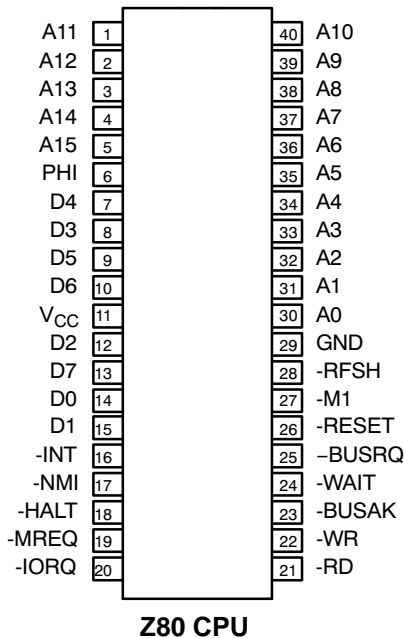 A11 1 40 A10
A12 2 39 A9
A13 3 38 A8
A14 4 37 A7
A15 5 36 A6
PHI 6 35 A5
D4 7 34 A4
D3 8 33 A3
D5 9 32 A2
D6 10 31 A1
VCC 11 30 A0
D2 12 29 GND
D7 13 28 -RFSH
D0 14 27 -M1
D1 15 26 -RESET
-INT 16 25 –BUSRQ
-NMI 17 24 -WAIT
-HALT 18 23 -BUSAK
-MREQ 19 22 -WR
-IORQ 20 21 -RD
Z80 CPU